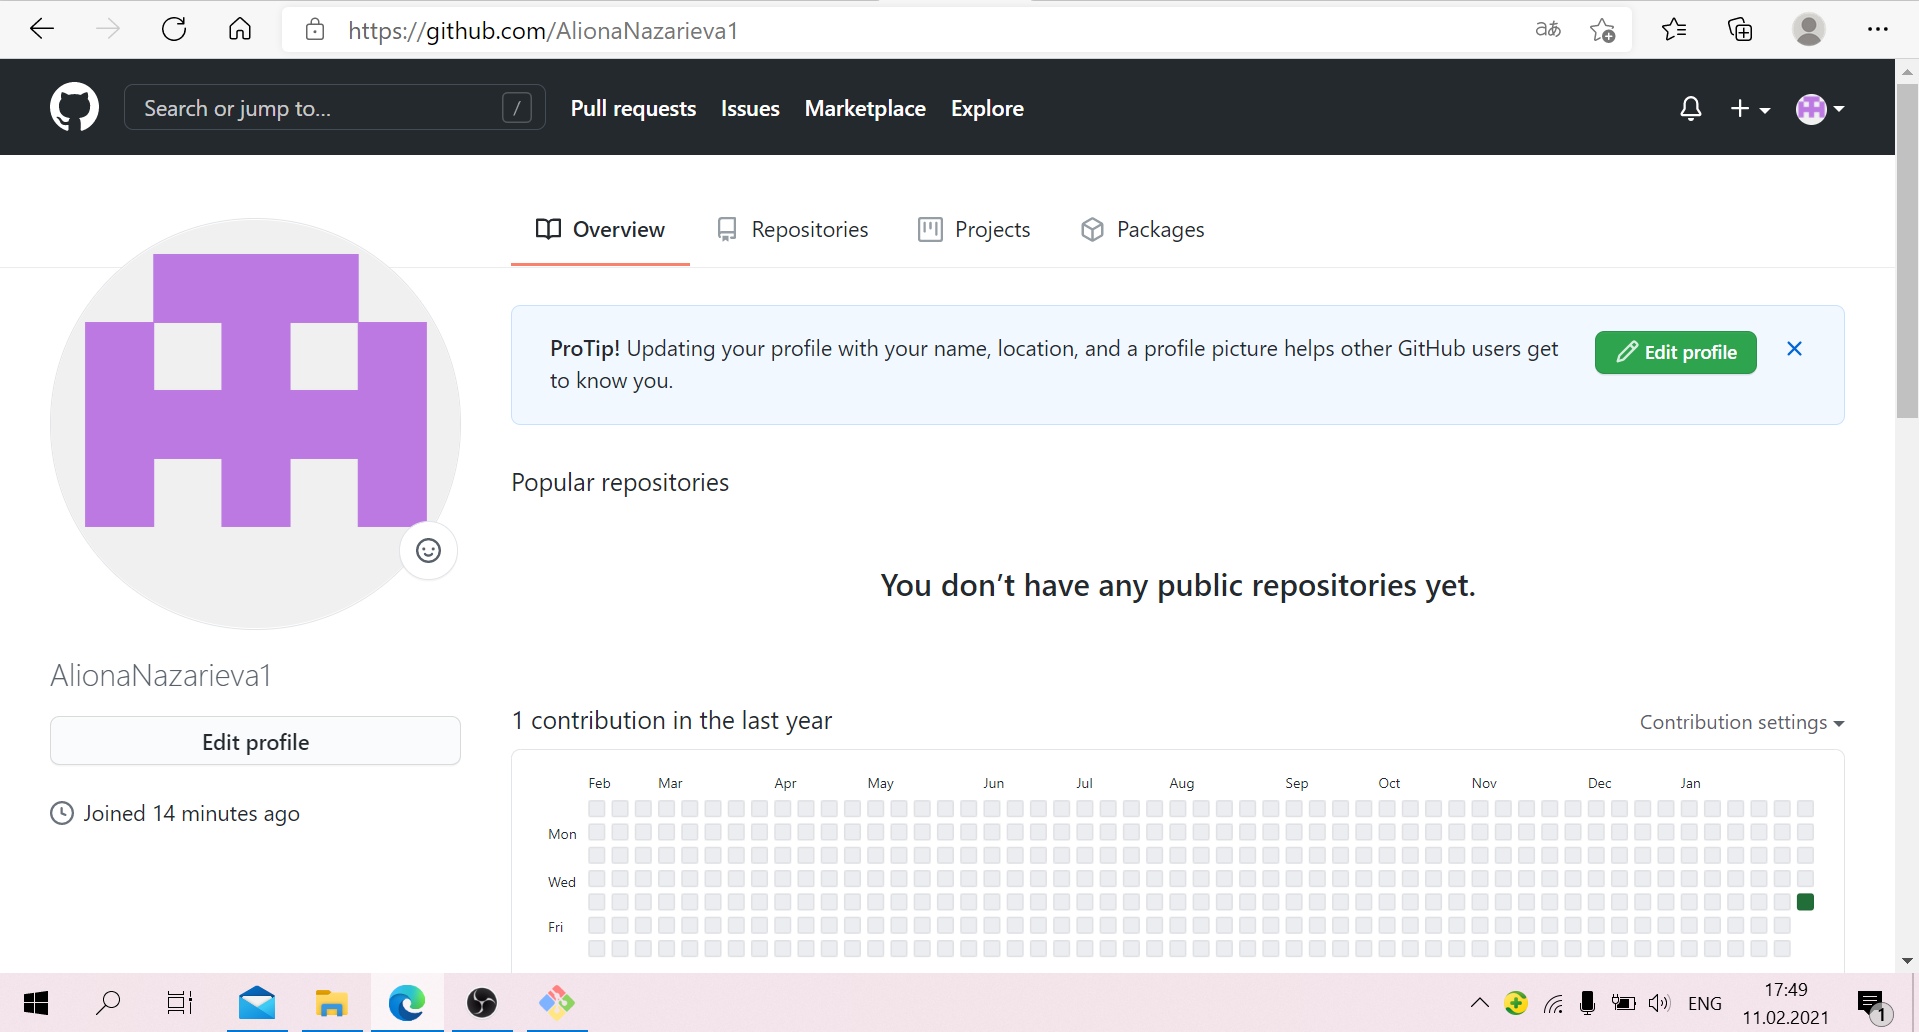 https://github.com/AlionaNazarieva1
aあ
Search or jump to...
/
Pull requests
Issues
Marketplace
Explore
Overview
Repositories
Projects
Packages
ProTip! Updating your profile with your name, location, and a profile picture helps other GitHub users get
to know you.
Edit profile
Popular repositories
You don’t have any public repositories yet.
AlionaNazarieva1
Edit profile
Joined 14 minutes ago
1 contribution in the last year
Contribution settings
Feb Mar Apr May Jun Jul Aug Sep Oct Nov Dec Jan
Mon
Wed
Fri
ENG
17:49
11.02.2021
1